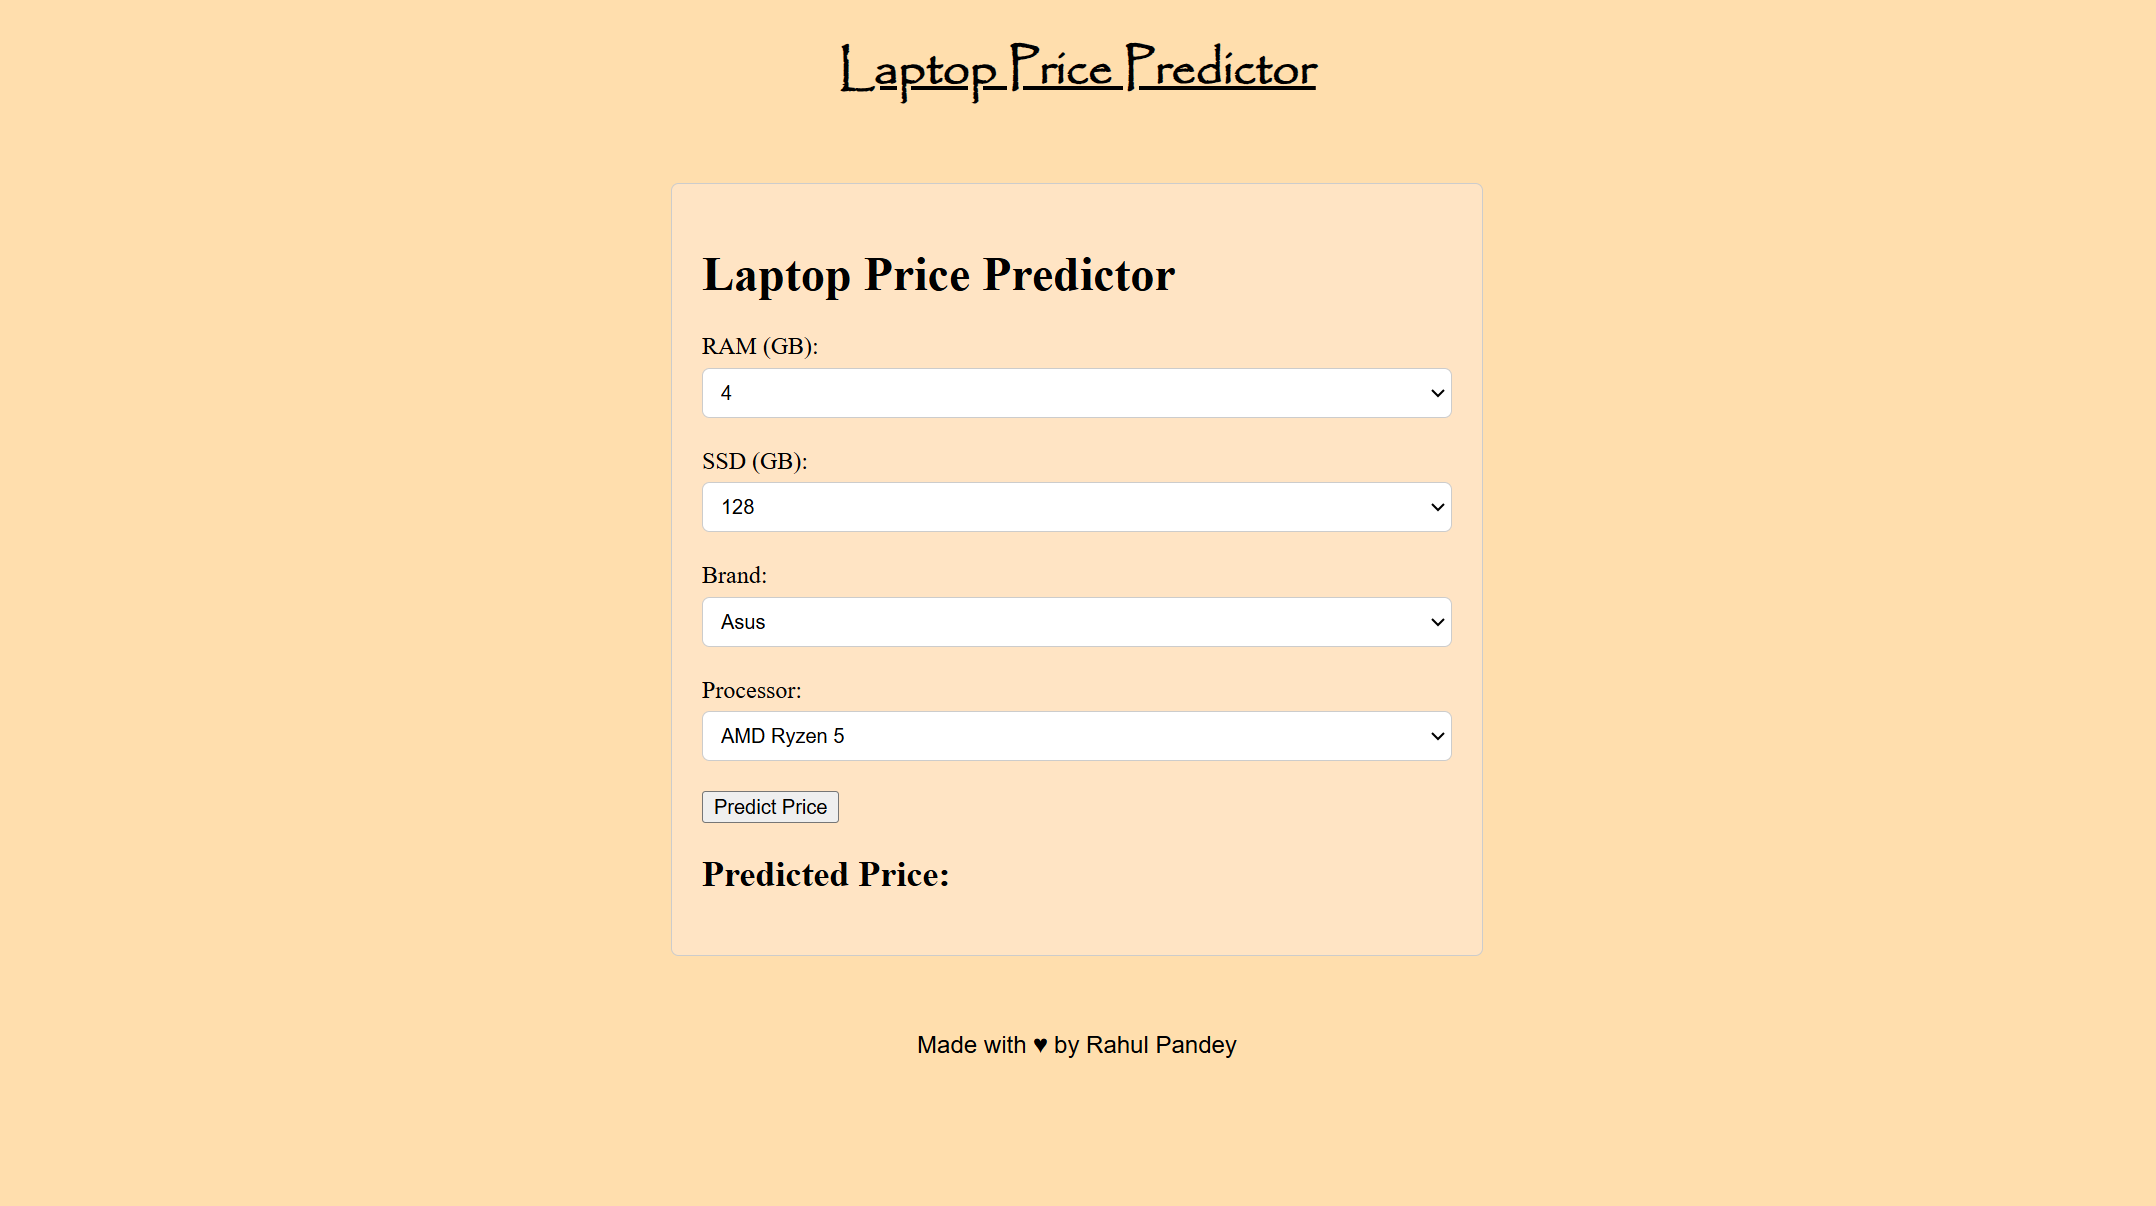 Laptop Price Predictor
Laptop Price Predictor
RAM (GB):
4
SSD (GB):
128
Brand:
Asus
Processor:
AMD Ryzen 5
Predict Price
Predicted Price:
Made with ♥ by Rahul Pandey